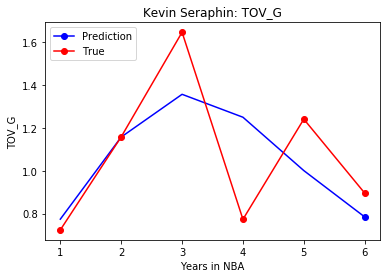 Kevin Seraphin: TOV_G
Prediction
True
TOV_G
1.6
1.4
1.2
1.0
0.8
1 2 3 4 5 6
Years in NBA